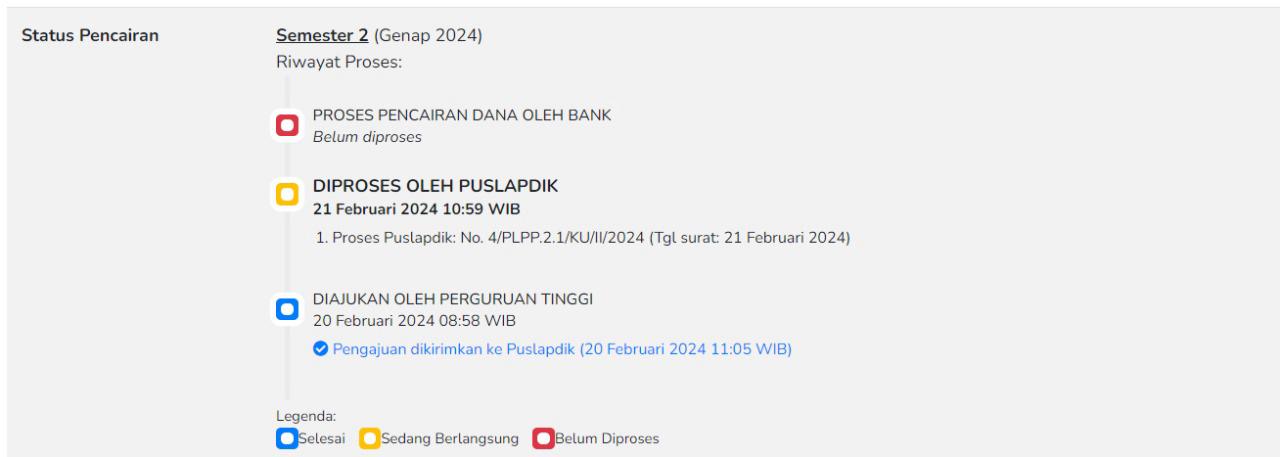 Status Pencairan
Semester 2 (Genap 2024)
Riwayat Proses:
PROSES PENCAIRAN DANA OLEH BANK
Belum diproses
DIPROSES OLEH PUSLAPDIK
21 Februari 2024 10:59 WIB
1. Proses Puslapdik: No. 4/PLPP.2.1/KU/II/2024 (Tgl surat: 21 Februari 2024)
DIAJUKAN OLEH PERGURUAN TINGGI
20 Februari 2024 08:58 WIB
Pengajuan dikirimkan ke Puslapdik (20 Februari 2024 11:05 WIB)
Legenda:
Selesai Sedang Berlangsung Belum Diproses